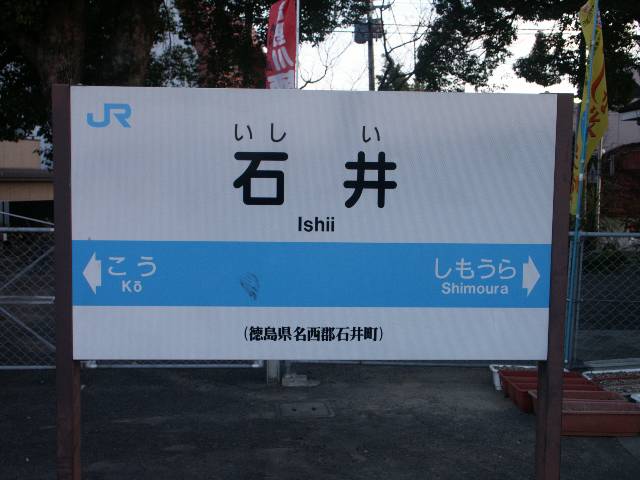 JR
いしい
石井
Ishii
こう
Kō
しもうら
Shimoura
(徳島県名西郡石井町)